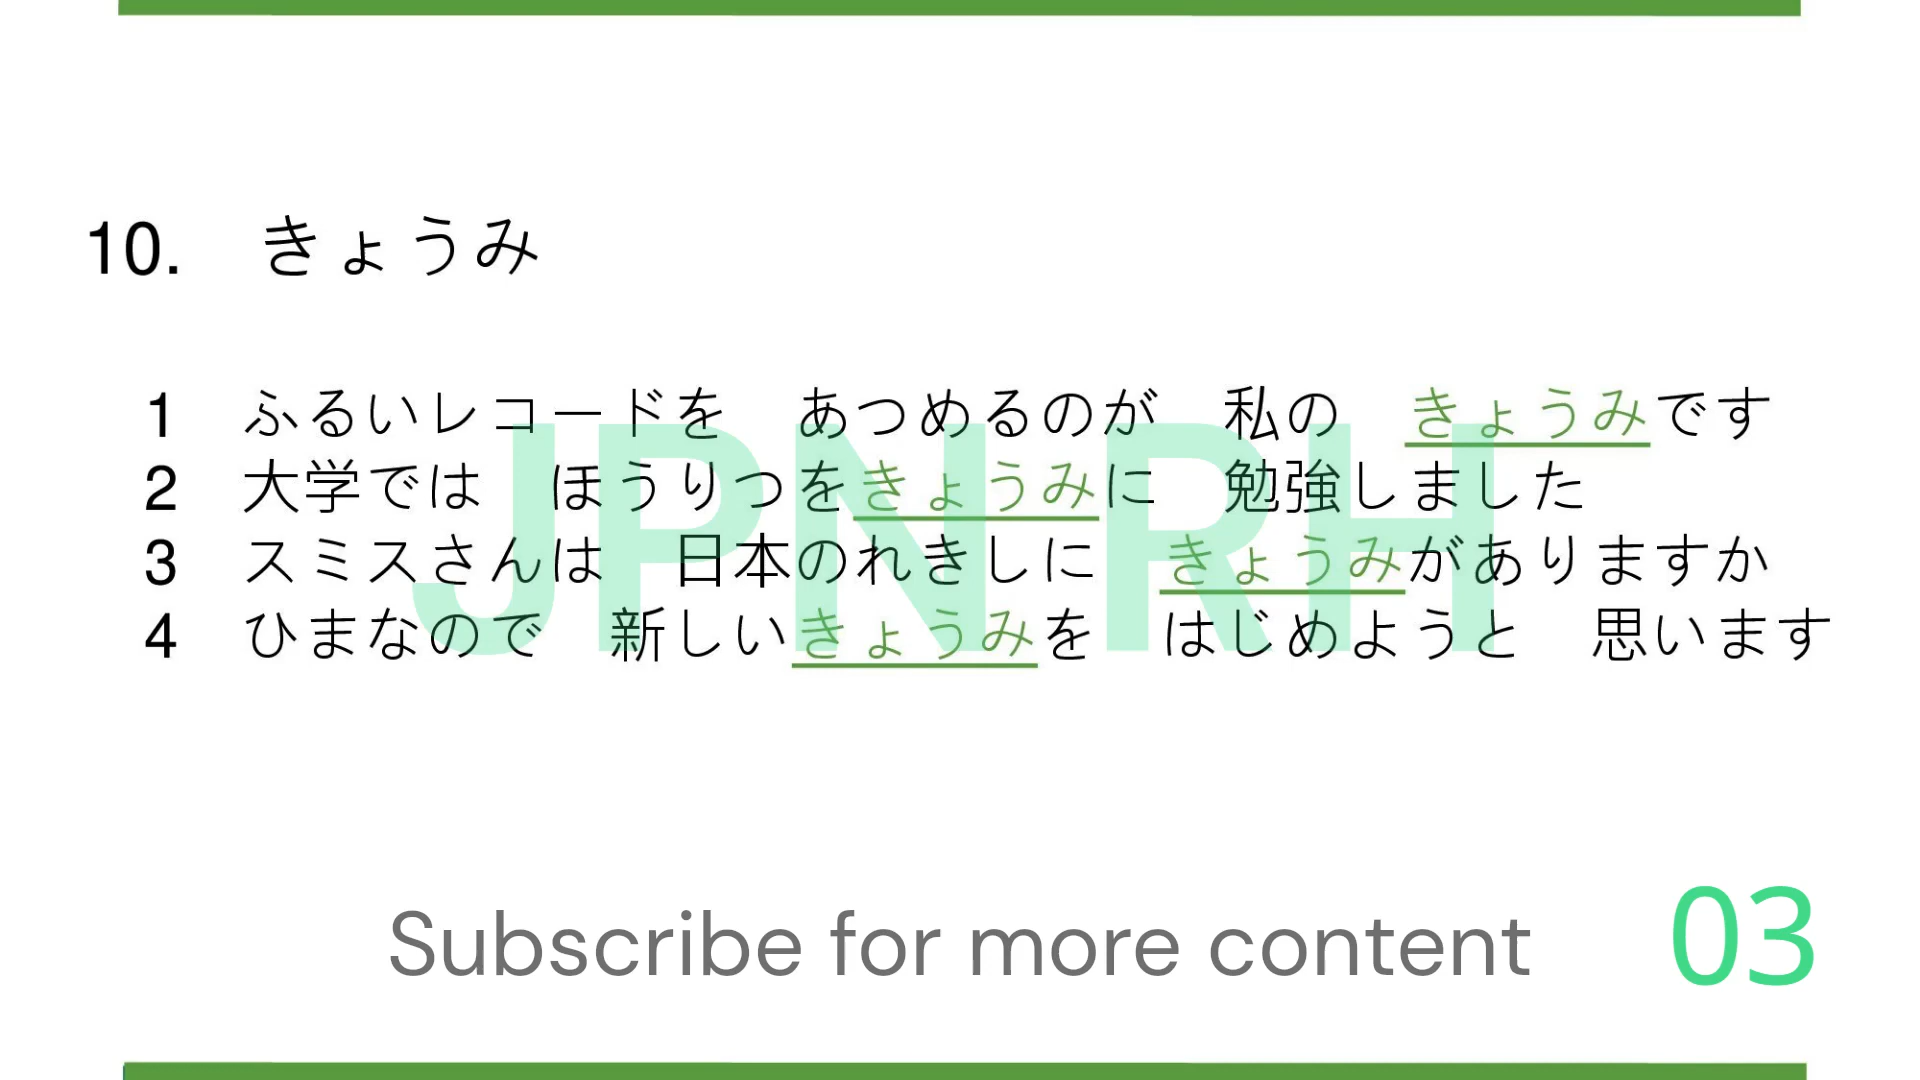 10. きょうみ
1 ふるいレコードを あつめるのが 私の きょうみです
2 大学では ほうりつをきょうみに 勉強しました
3 スミスさんは 日本のれきしに きょうみがありますか
4 ひまなので 新しいきょうみを はじめようと 思います
JPN RH
Subscribe for more content
03